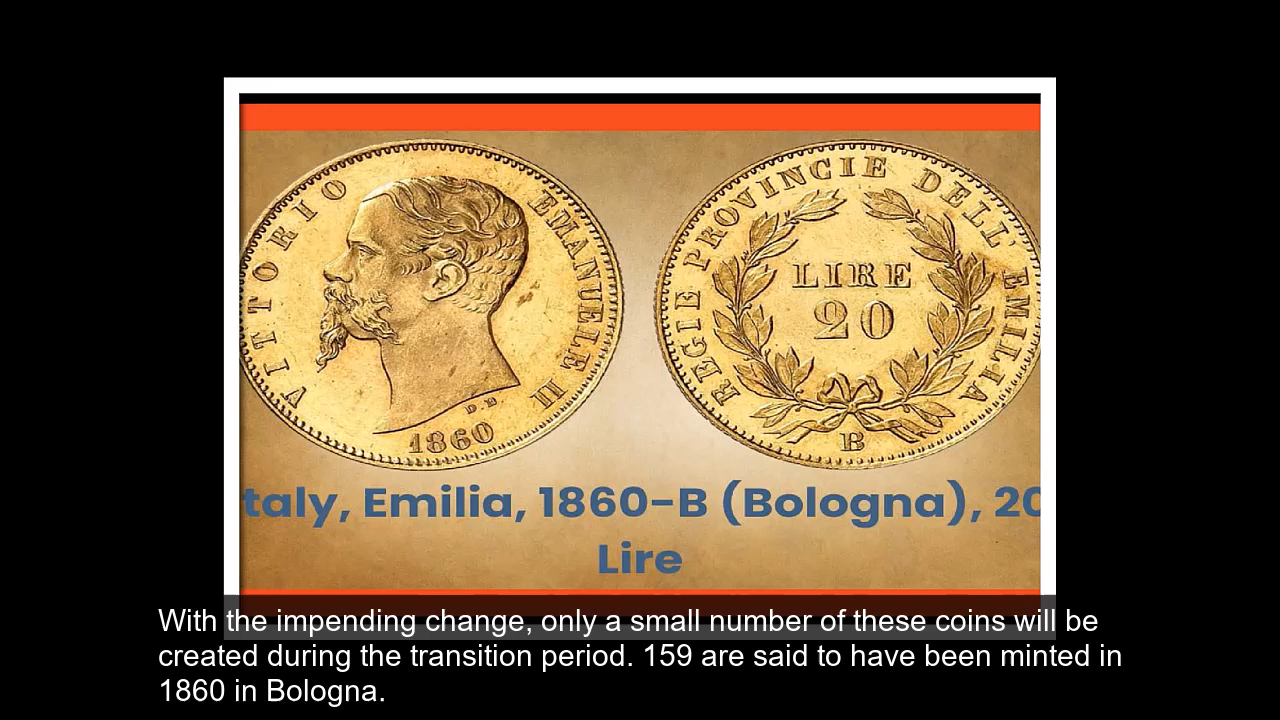 VITTORIO EMANUELE II
D.B
1860
REGIE PROVINCIE DELL' EMILIA
LIRE
20
B
taly, Emilia, 1860-B (Bologna), 20
Lire
With the impending change, only a small number of these coins will be
created during the transition period. 159 are said to have been minted in
1860 in Bologna.